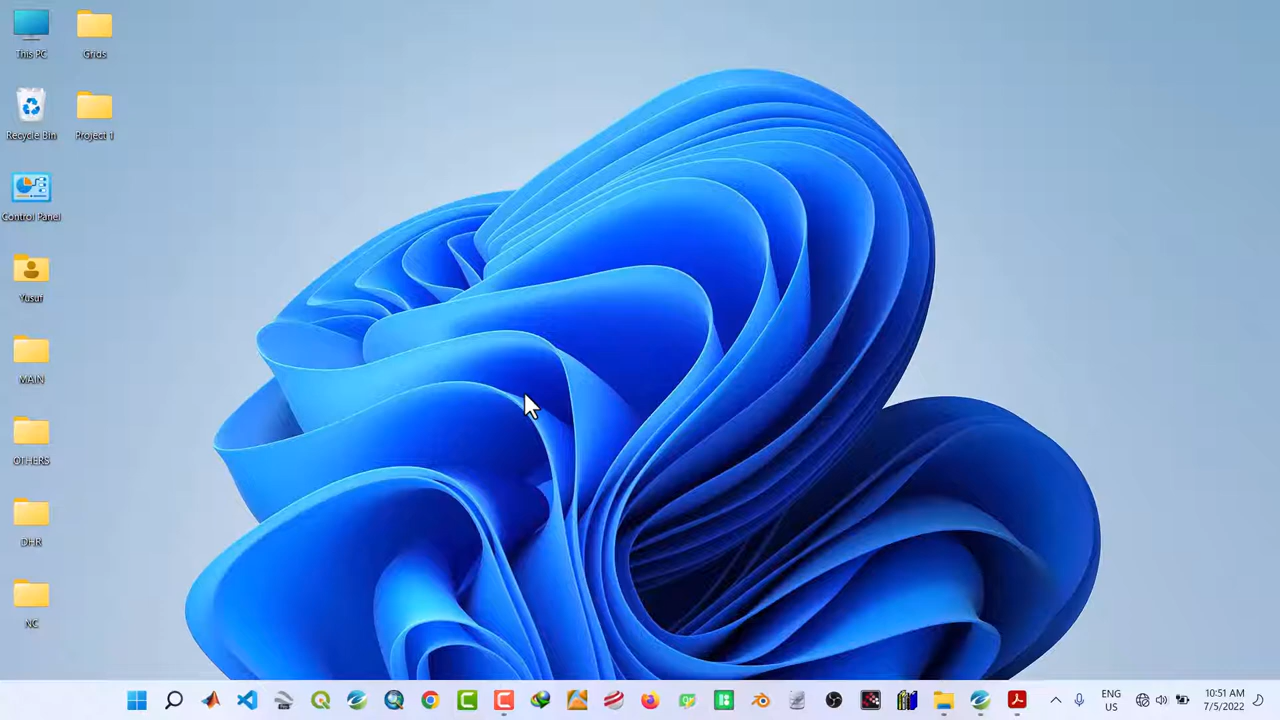 This PC
Grids
Recycle Bin
Project 1
Control Panel
Yusuf
MAIN
OTHERS
DHR
NC
ENG
US
10:51 AM
7/5/2022